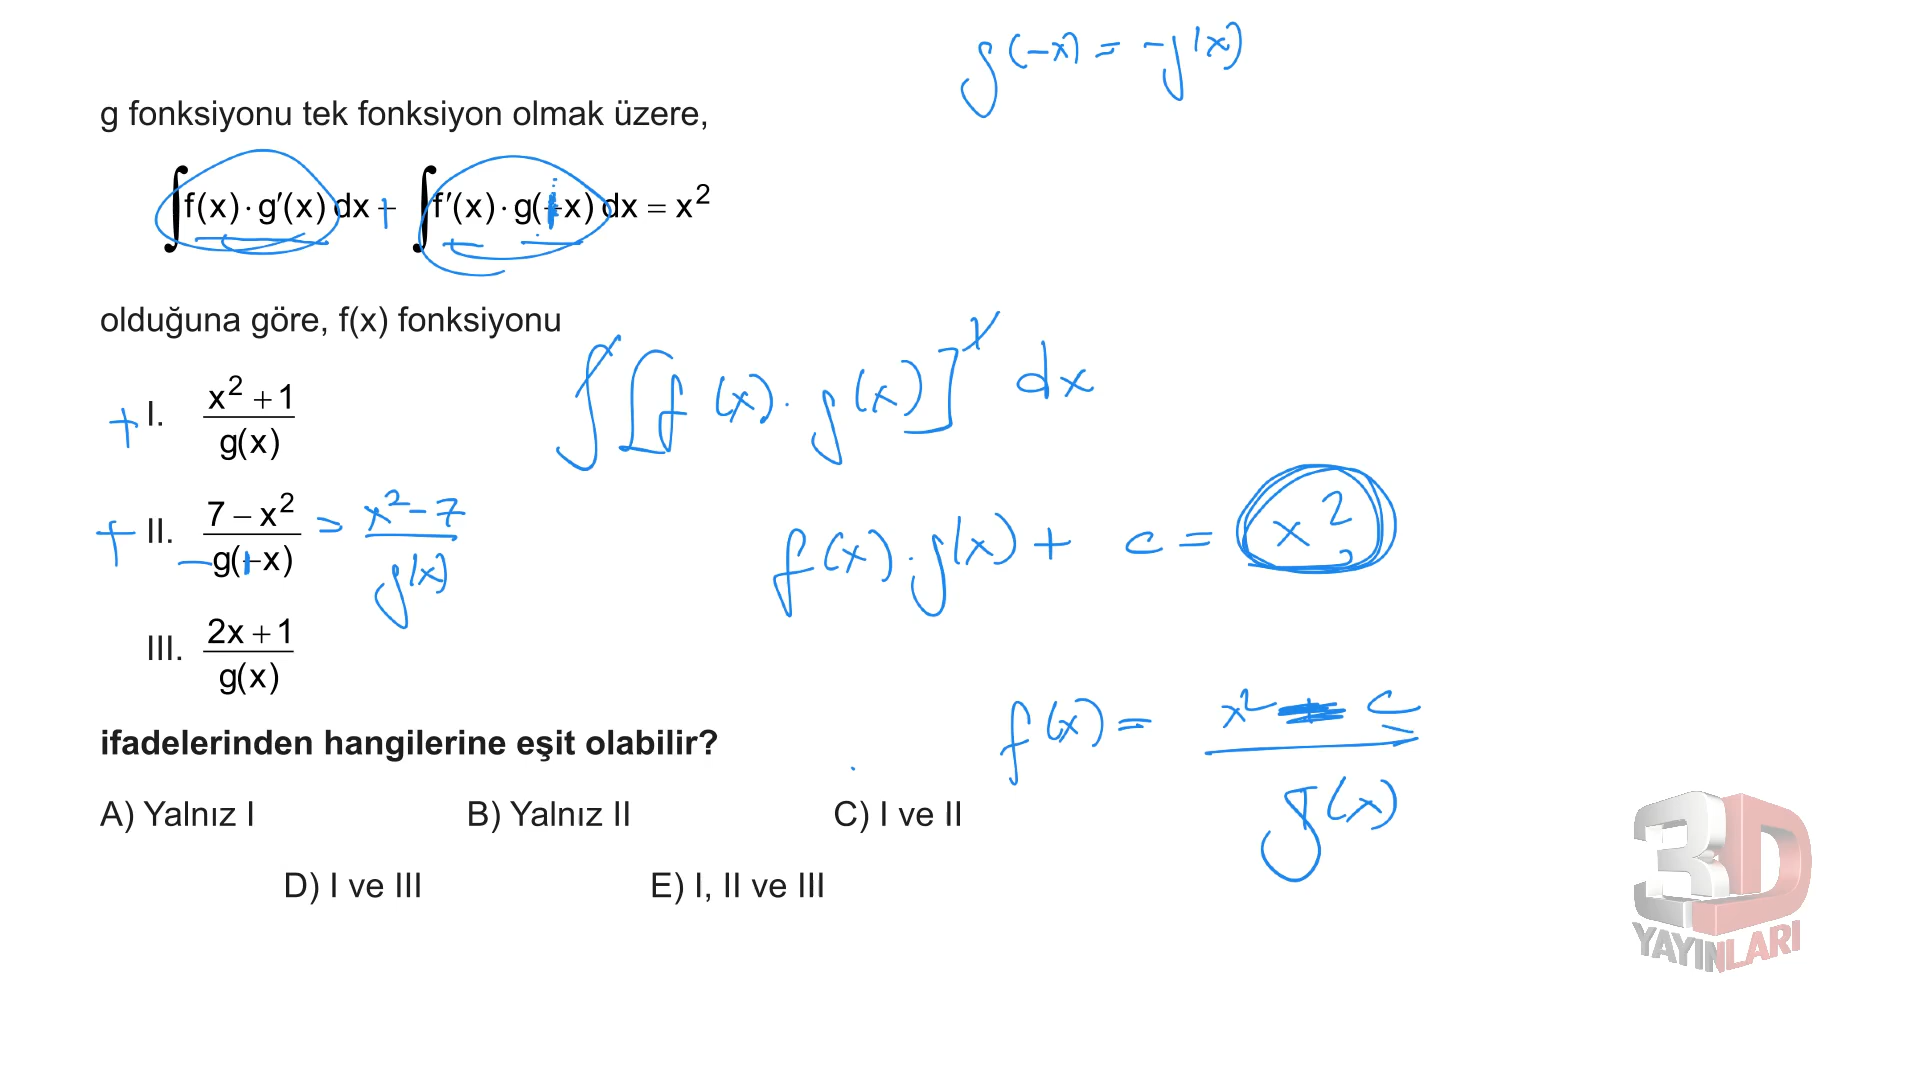 g(-x) = -g(x)
g fonksiyonu tek fonksiyon olmak üzere,
∫f(x)·g′(x) dx + ∫f′(x)·g(-x) dx = x²
olduğuna göre, f(x) fonksiyonu
∫[f(x)·g(x)]′ dx
+ I. (x² + 1)/g(x)
+ II. (7 – x²)/–g(-x) = (x² - 7)/g(x)
f(x)·g(x) + c = x²
III. (2x + 1)/g(x)
f(x) = (x² c)/g(x)
ifadelerinden hangilerine eşit olabilir?
A) Yalnız I B) Yalnız II C) I ve II
D) I ve III E) I, II ve III
3D
YAYINLARI